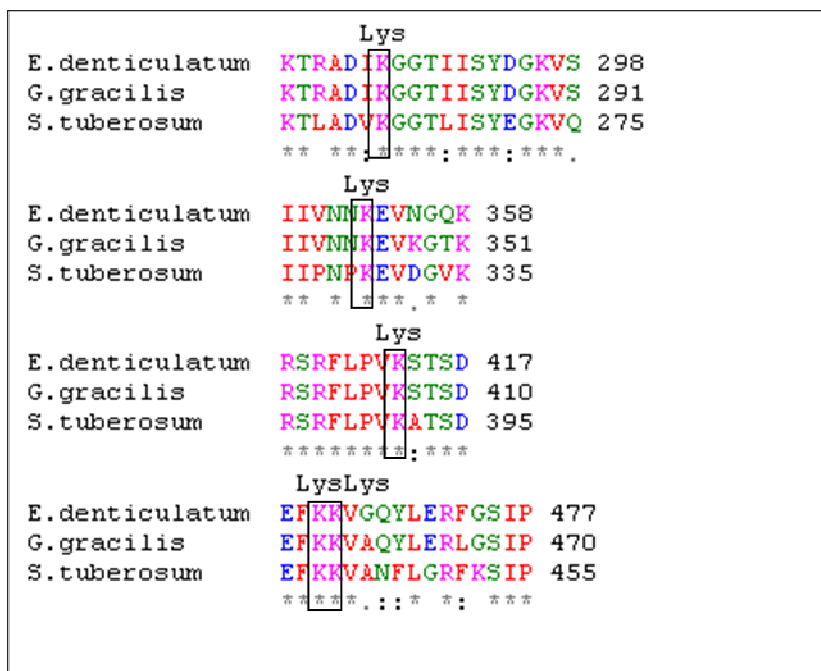 Lys
E.denticulatum KTRADIKGGTIISYDGKVS 298
G.gracilis KTRADIKGGTIISYDGKVS 291
S.tuberosum KTLADVKGGTLISYEGKVQ 275
** **:****:***:***.
Lys
E.denticulatum IIVNNKEVNGQK 358
G.gracilis IIVNNKEVKGTK 351
S.tuberosum IIPNPKEVDGVK 335
** * ***.* *
Lys
E.denticulatum RSRFLPVKSTSD 417
G.gracilis RSRFLPVKSTSD 410
S.tuberosum RSRFLPVKATSD 395
********:***
LysLys
E.denticulatum EFKKVGQYLERFGSIP 477
G.gracilis EFKKVAQYLERLGSIP 470
S.tuberosum EFKKVANFLGRFKSIP 455
*****.::* *: ***